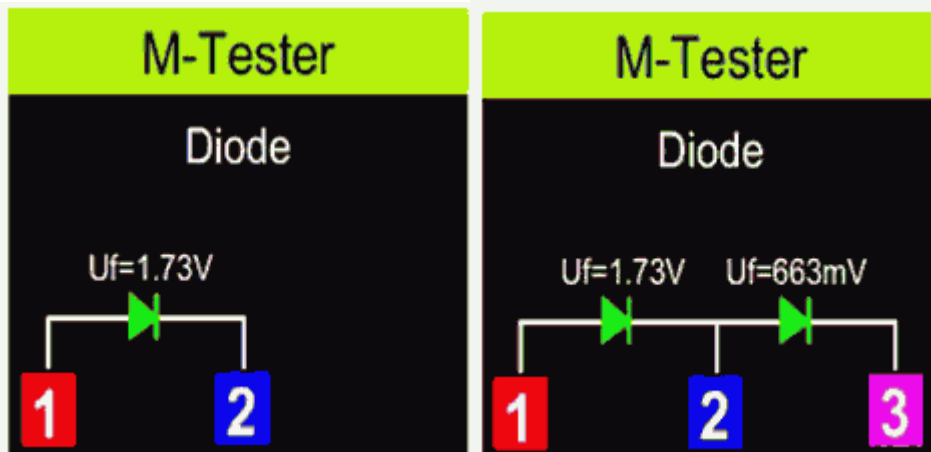 M-Tester
Diode
Uf=1.73V
1 2
M-Tester
Diode
Uf=1.73V Uf=663mV
1 2 3